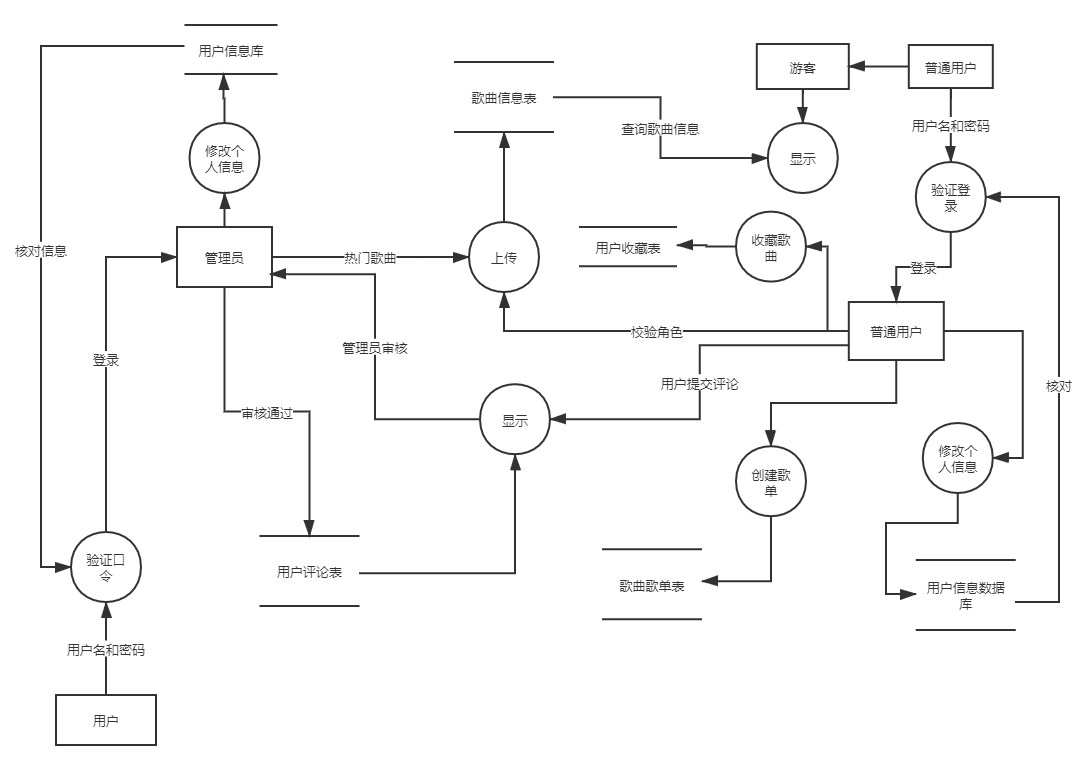 用户信息库
歌曲信息表
游客
普通用户
查询歌曲信息
用户名和密码
修改个
人信息
显示
验证登
录
核对信息
管理员
热门歌曲
上传
用户收藏表
收藏歌
曲
登录
校验角色
普通用户
管理员审核
登录
用户提交评论
核对
审核通过
显示
创建歌
单
修改个
人信息
验证口
令
用户评论表
歌曲歌单表
用户信息数据
库
用户名和密码
用户